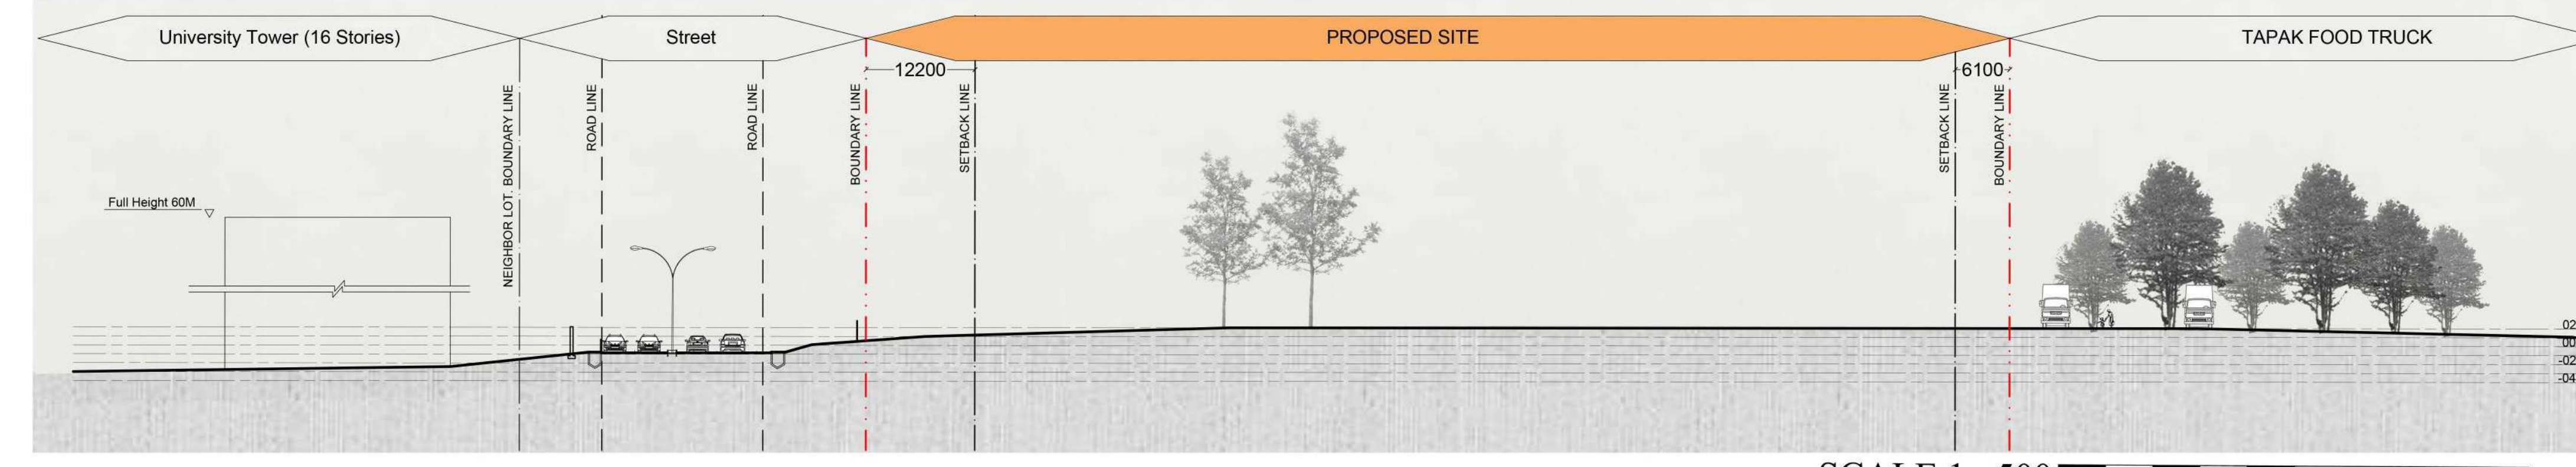 University Tower (16 Stories)
Street
PROPOSED SITE
TAPAK FOOD TRUCK
12200
6100
NEIGHBOR LOT. BOUNDARY LINE
ROAD LINE
ROAD LINE
BOUNDARY LINE
SETBACK LINE
SETBACK LINE
BOUNDARY LINE
Full Height 60M
02
00
-02
-04